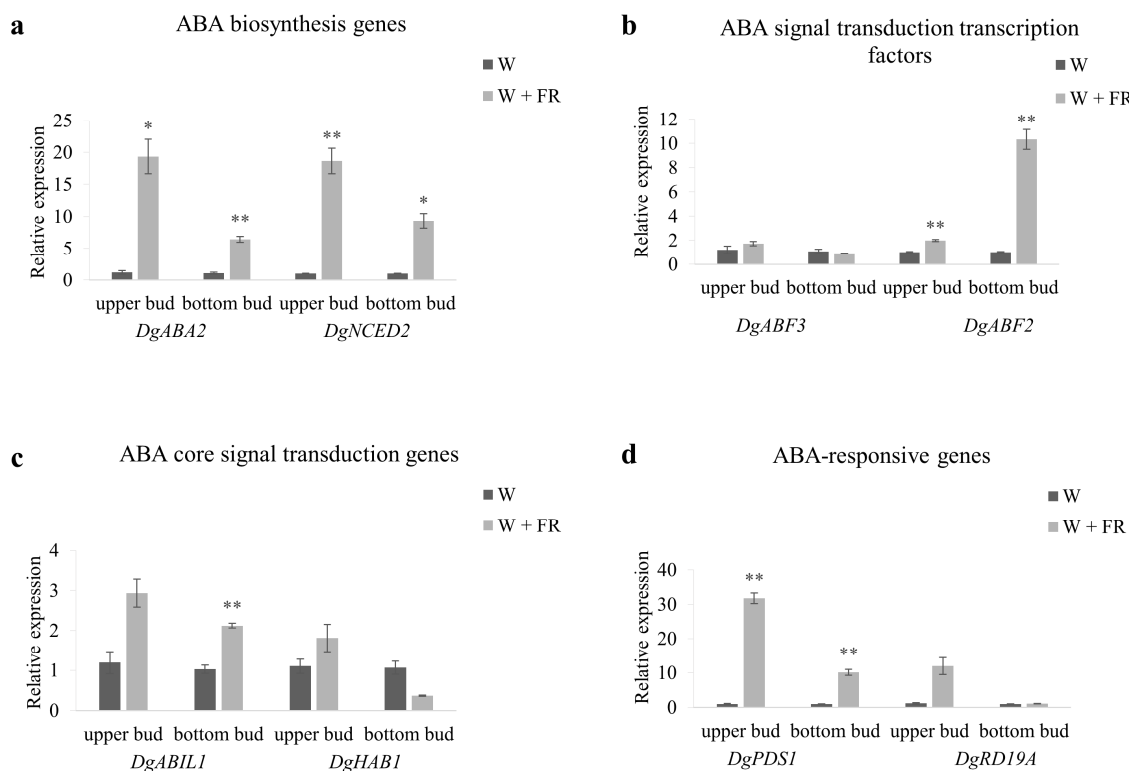 a
ABA biosynthesis genes
W
W + FR
25
20
15
10
5
0
Relative expression
*
**
**
*
upper bud bottom bud upper bud bottom bud
DgABA2 DgNCED2
b
ABA signal transduction transcription
factors
W
W + FR
12
10
8
6
4
2
0
Relative expression
**
**
upper bud bottom bud upper bud bottom bud
DgABF3 DgABF2
c
ABA core signal transduction genes
W
W + FR
4
3
2
1
0
Relative expression
**
upper bud bottom bud upper bud bottom bud
DgABIL1 DgHAB1
d
ABA-responsive genes
W
W + FR
40
30
20
10
0
Relative expression
**
**
upper bud bottom bud upper bud bottom bud
DgPDS1 DgRD19A